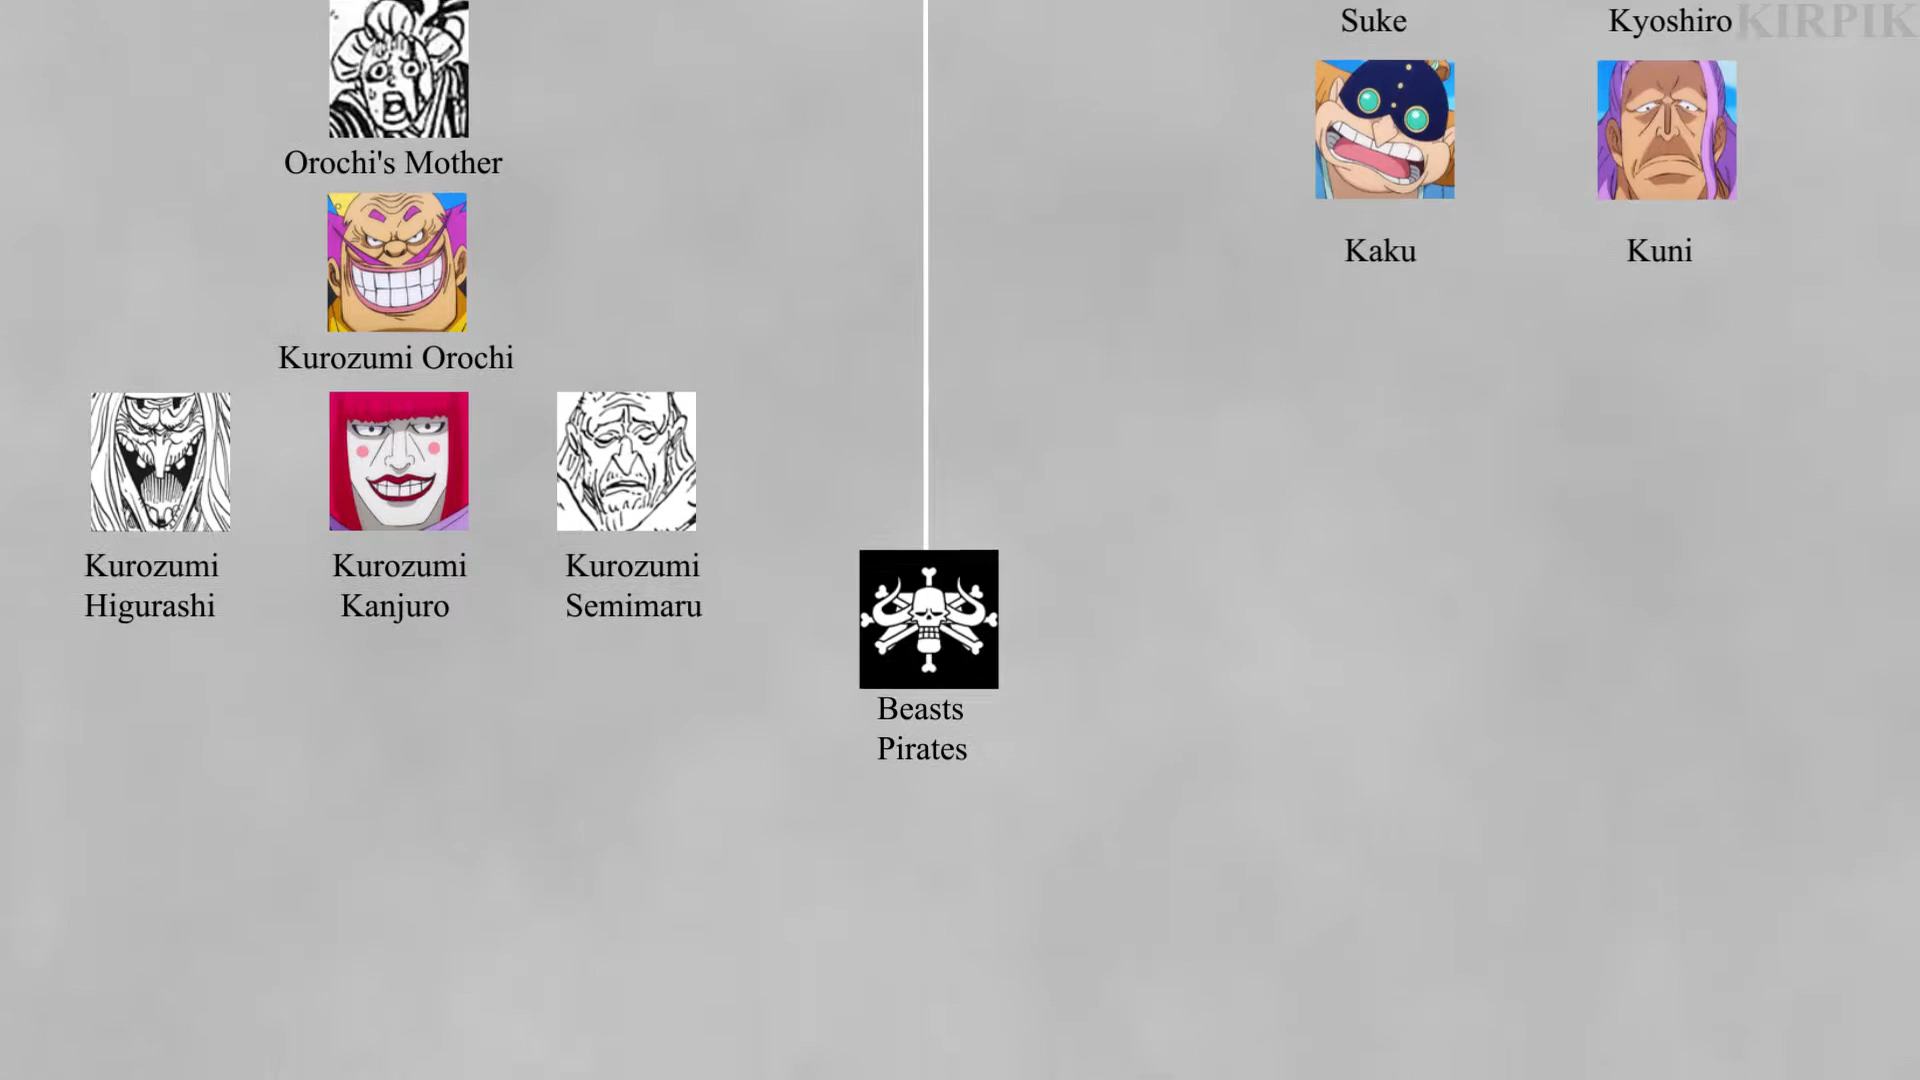 Suke
Kyoshiro
KIRPIK
Orochi's Mother
Kaku
Kuni
Kurozumi Orochi
Kurozumi
Higurashi
Kurozumi
Kanjuro
Kurozumi
Semimaru
Beasts
Pirates